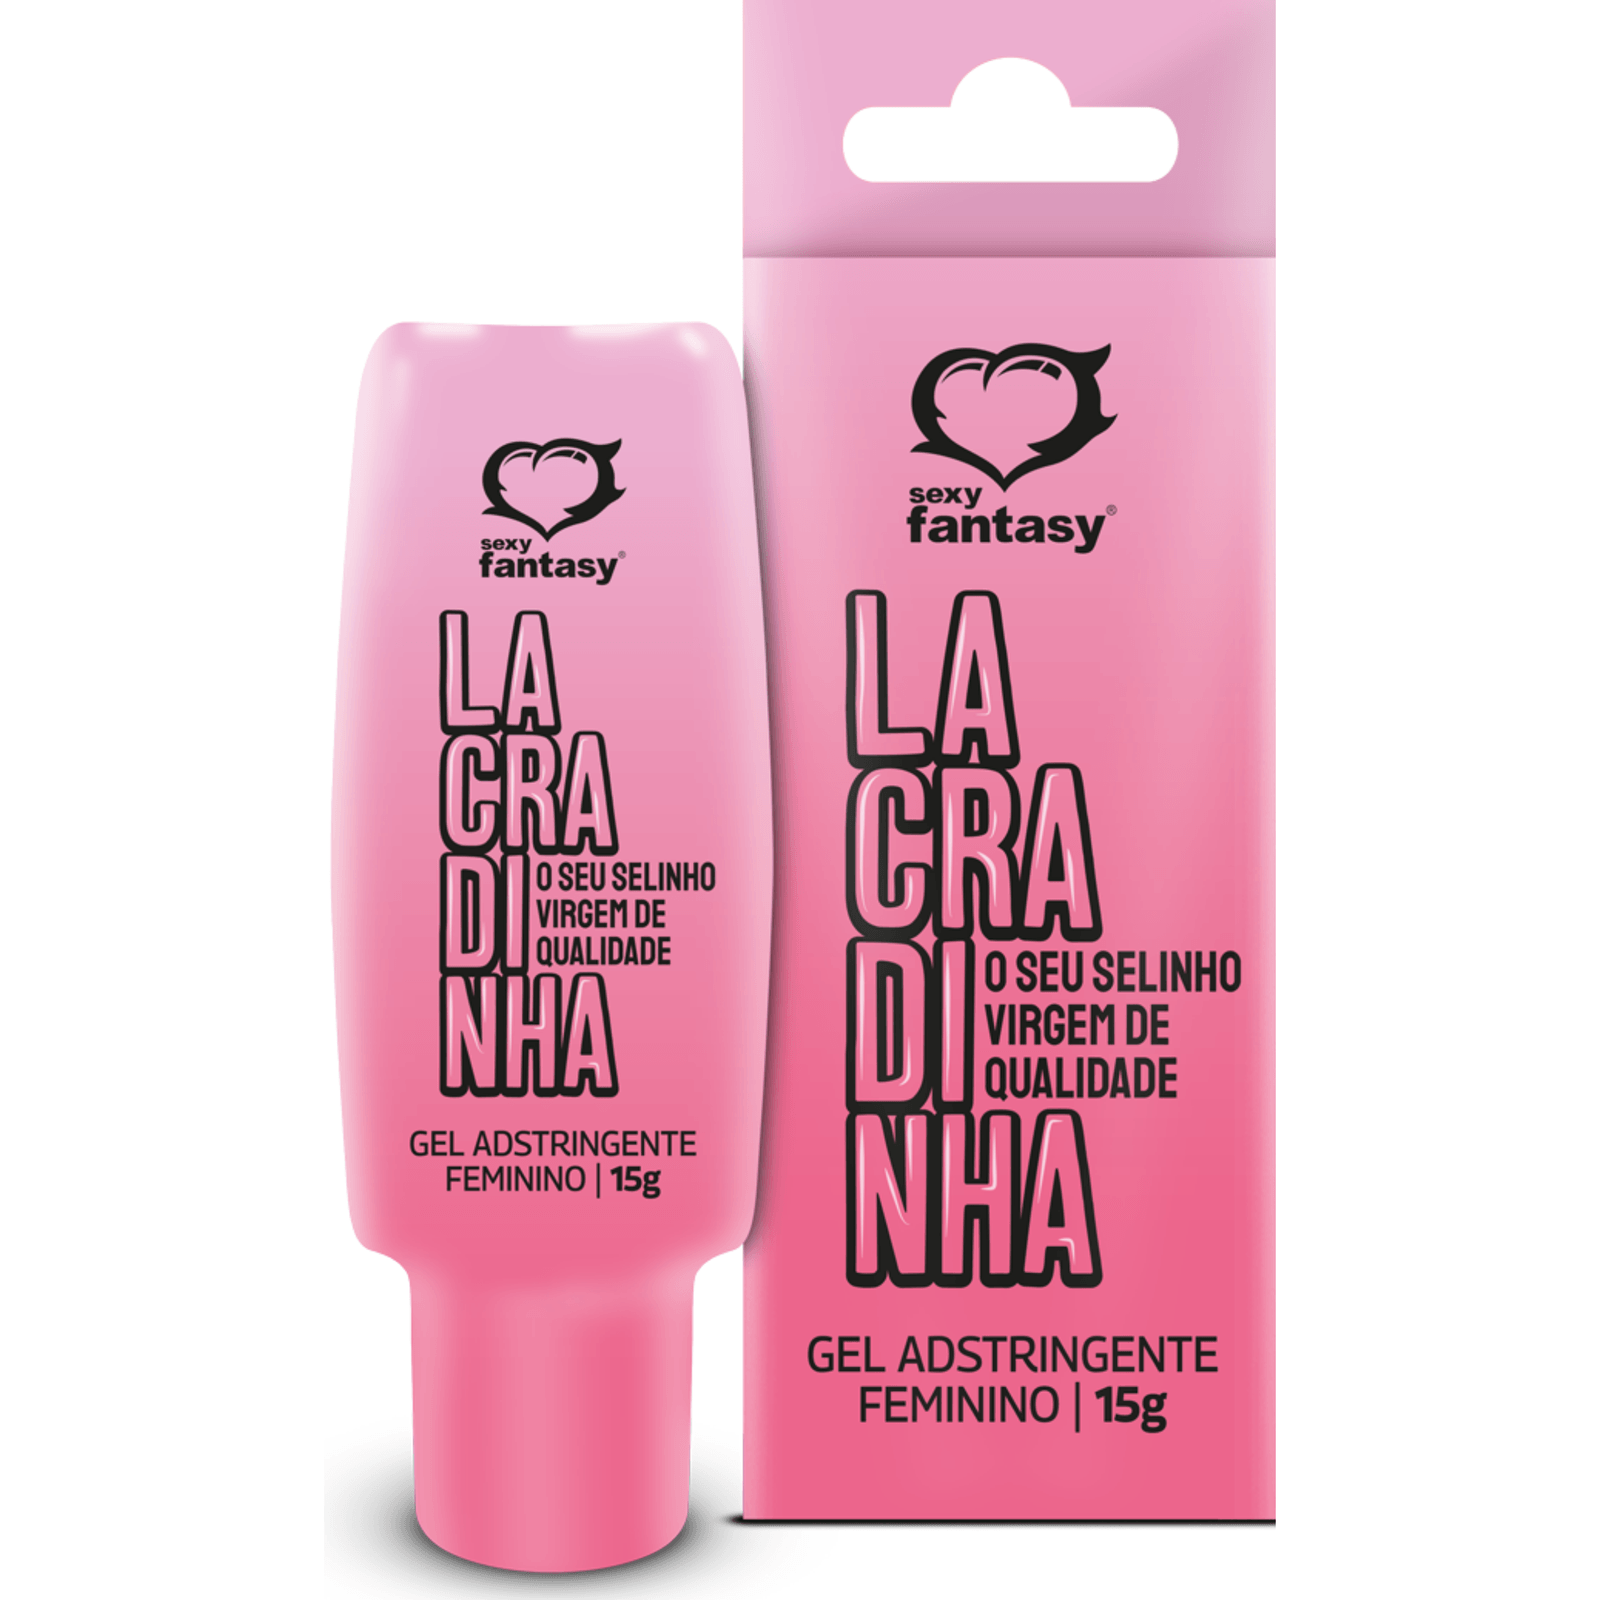 sexy
fantasy®
LA
CRA
DI
NHA
O SEU SELINHO
VIRGEM DE
QUALIDADE
GEL ADSTRINGENTE
FEMININO | 15g
sexy
fantasy®
LA
CRA
DI
NHA
O SEU SELINHO
VIRGEM DE
QUALIDADE
GEL ADSTRINGENTE
FEMININO | 15g